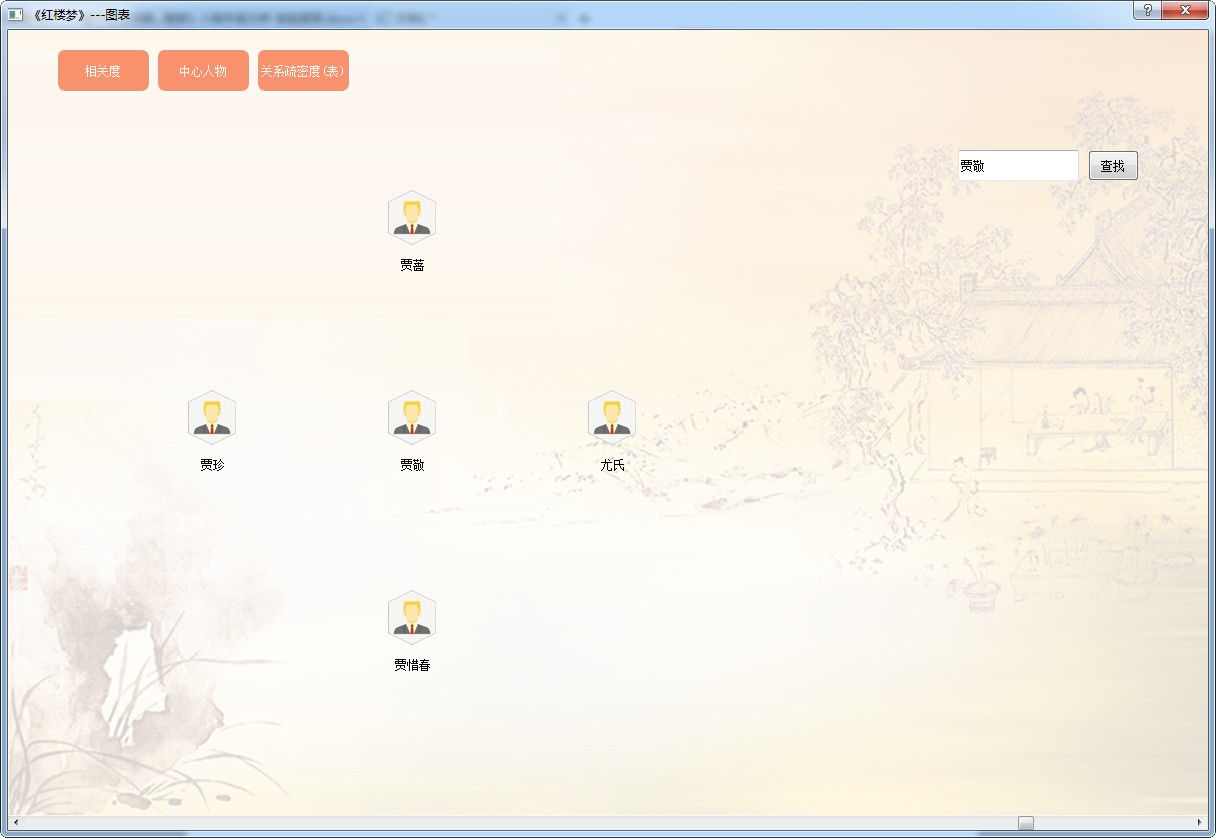 《红楼梦》---图表
相关度
中心人物
关系疏密度(表)
贾敬
查找
贾蔷
贾珍
贾敬
尤氏
贾惜春